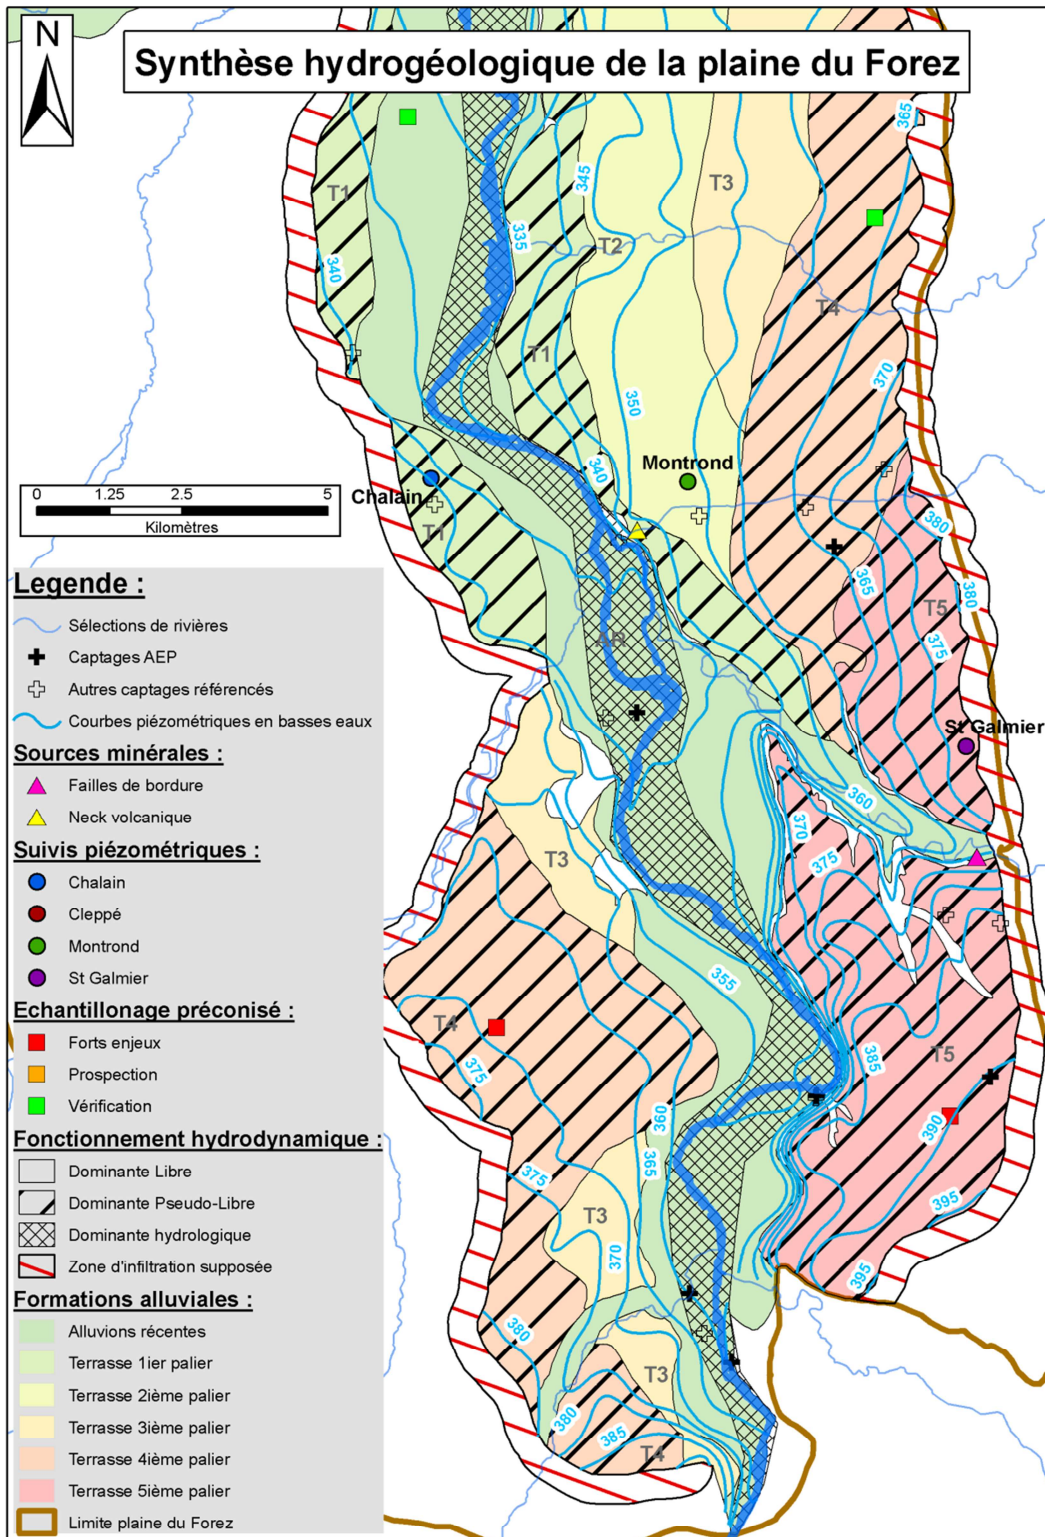 N
Synthèse hydrogéologique de la plaine du Forez
365
T1
345
T3
335
T2
340
T4
T1
370
350
340
Montrond
Chalain
0 1.25 2.5 5
Kilomètres
T1
380
365
380
T5
375
AR
St Galmier
360
370
375
T3
355
T4
385
T5
375
360
390
365
375
T3
395
370
395
380
T3
380
385
T4
Legende :
Sélections de rivières
Captages AEP
Autres captages référencés
Courbes piézométriques en basses eaux
Sources minérales :
Failles de bordure
Neck volcanique
Suivis piézométriques :
Chalain
Cleppé
Montrond
St Galmier
Echantillonage préconisé :
Forts enjeux
Prospection
Vérification
Fonctionnement hydrodynamique :
Dominante Libre
Dominante Pseudo-Libre
Dominante hydrologique
Zone d'infiltration supposée
Formations alluviales :
Alluvions récentes
Terrasse 1ier palier
Terrasse 2ième palier
Terrasse 3ième palier
Terrasse 4ième palier
Terrasse 5ième palier
Limite plaine du Forez